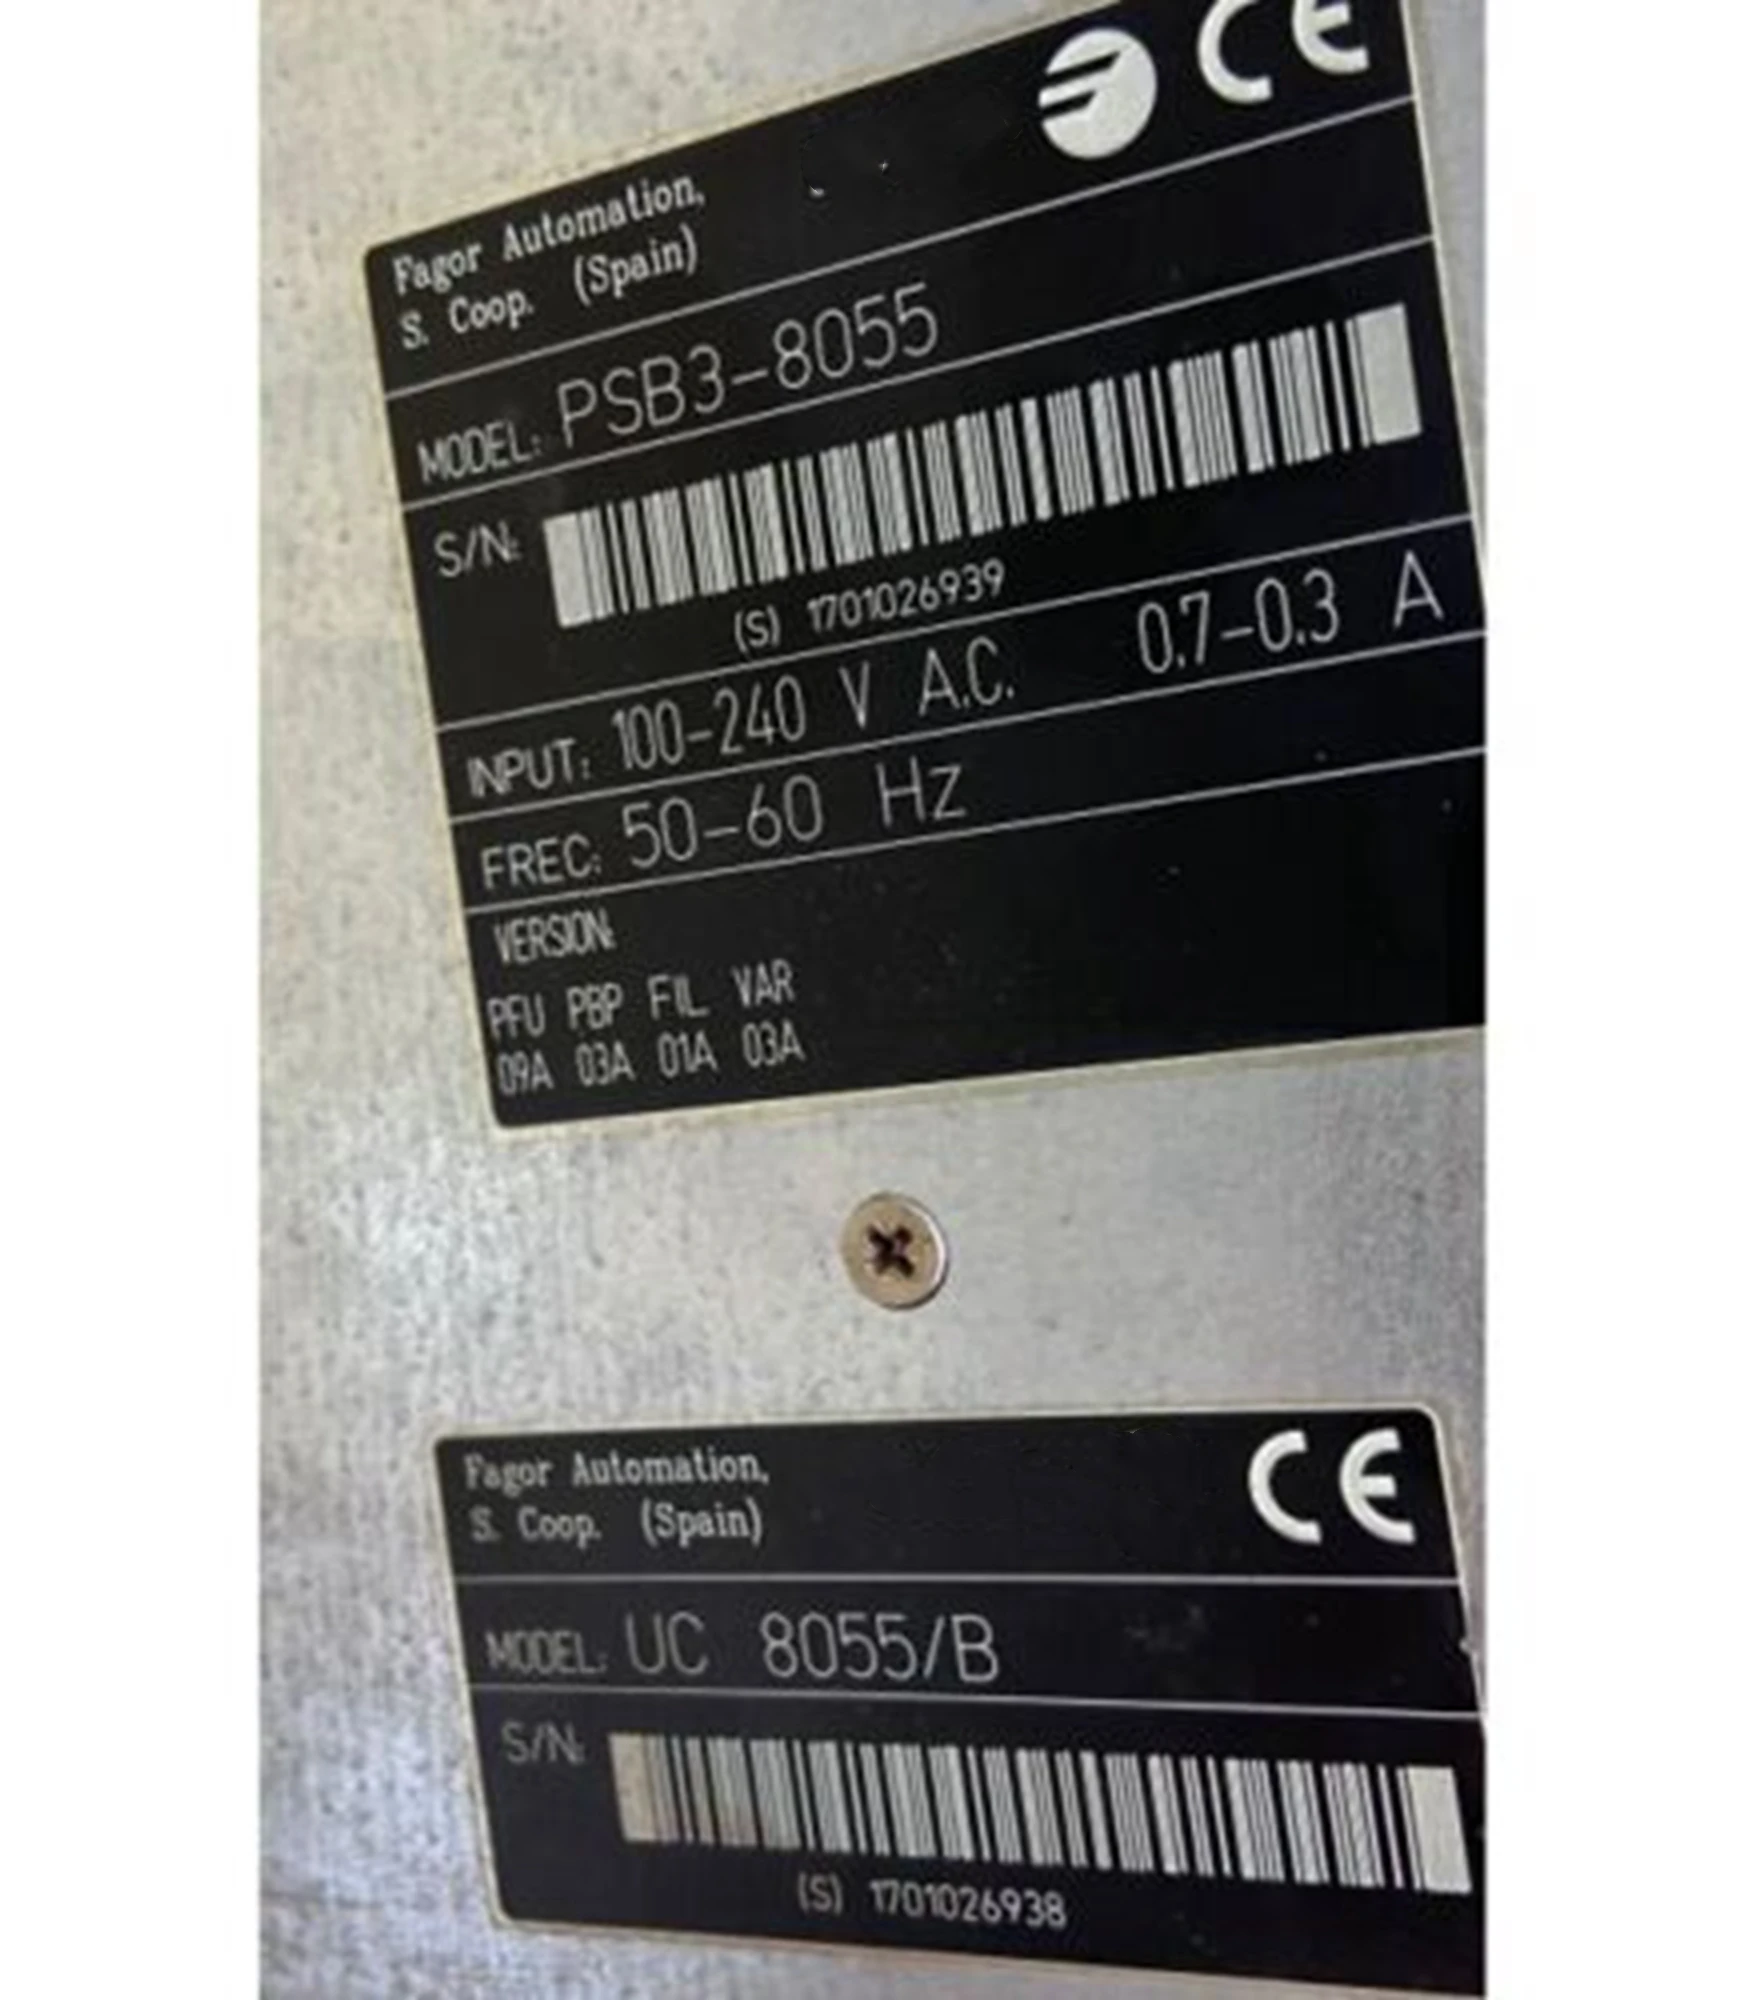 CE
Fagor Automation,
S. Coop. (Spain)
MODEL: PSB3-8055
S/N:
(S) 1701026939
INPUT: 100-240 V A.C. 0.7-0.3 A
FREC: 50-60 Hz
VERSION:
PFU PBP FIL VAR
09A 03A 01A 03A
Fagor Automation,
S. Coop. (Spain)
CE
MODEL: UC 8055/B
S/N:
(S) 1701026938